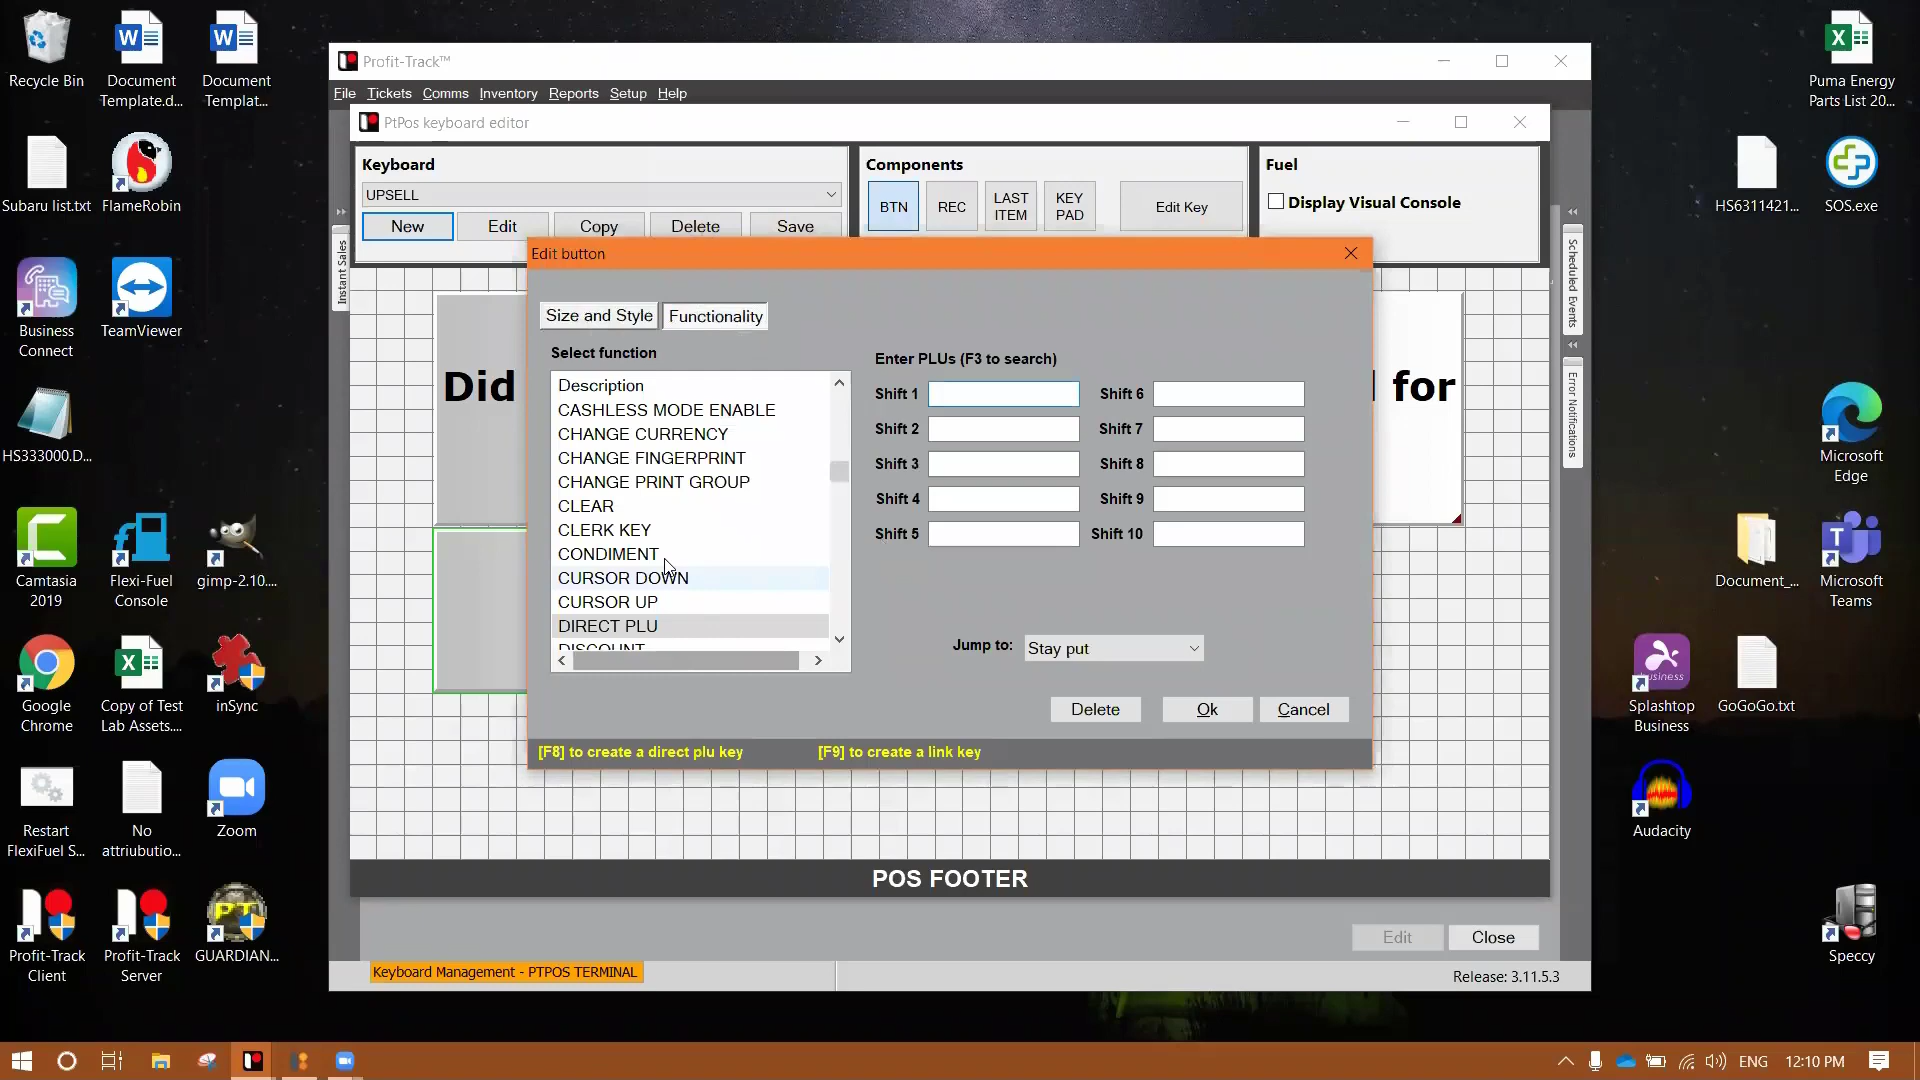 Recycle Bin
Document
Template.d...
Document
Templat...
Subaru list.txt
FlameRobin
Business
Connect
TeamViewer
HS333000.D...
Camtasia
2019
Flexi-Fuel
Console
gimp-2.10....
Google
Chrome
Copy of Test
Lab Assets....
inSync
Restart
FlexiFuel S...
No
attriubutio...
Zoom
Profit-Track
Client
Profit-Track
Server
GUARDIAN...
Profit-Track™
File Tickets Comms Inventory Reports Setup Help
PtPos keyboard editor
Keyboard
UPSELL
New Edit Copy Delete Save
Components
BTN
REC
LAST
ITEM
KEY
PAD
Edit Key
Fuel
Display Visual Console
Instant Sales
Scheduled Events
Error Notifications
Did
for
Edit button
Size and Style
Functionality
Select function
Description
CASHLESS MODE ENABLE
CHANGE CURRENCY
CHANGE FINGERPRINT
CHANGE PRINT GROUP
CLEAR
CLERK KEY
CONDIMENT
CURSOR DOWN
CURSOR UP
DIRECT PLU
DISCOUNT
Enter PLUs (F3 to search)
Shift 1 Shift 6
Shift 2 Shift 7
Shift 3 Shift 8
Shift 4 Shift 9
Shift 5 Shift 10
Jump to: Stay put
Delete Ok Cancel
[F8] to create a direct plu key [F9] to create a link key
POS FOOTER
Edit Close
Keyboard Management - PTPOS TERMINAL
Release: 3.11.5.3
Puma Energy
Parts List 20...
HS6311421...
SOS.exe
Microsoft
Edge
Document_...
Microsoft
Teams
business
Splashtop
Business
GoGoGo.txt
Audacity
Speccy
ENG 12:10 PM